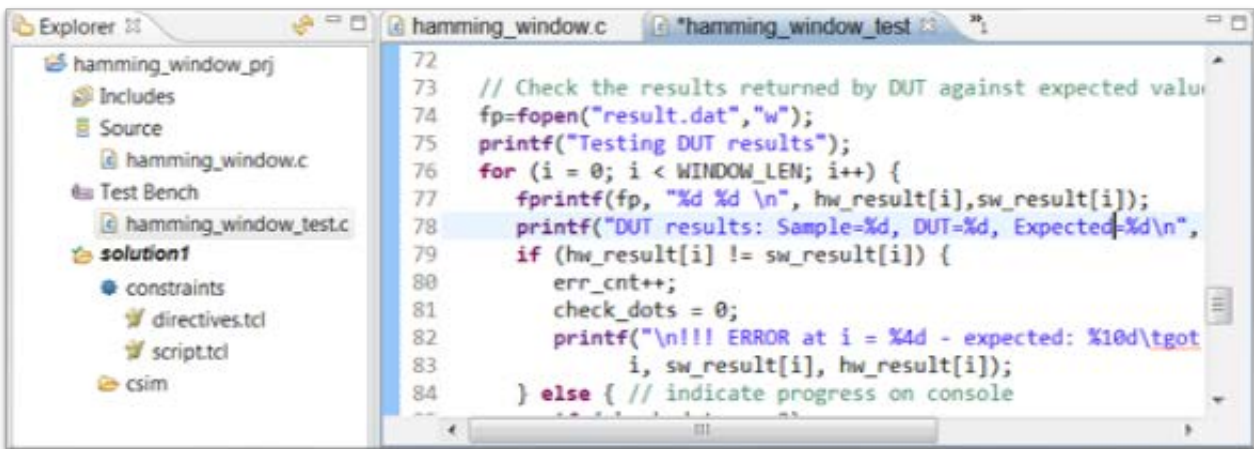 Explorer
hamming_window_prj
Includes
Source
hamming_window.c
Test Bench
hamming_window_test.c
solution1
constraints
directives.tcl
script.tcl
csim
hamming_window.c *hamming_window_test »1
72
73 // Check the results returned by DUT against expected valu
74 fp=fopen("result.dat","w");
75 printf("Testing DUT results");
76 for (i = 0; i < WINDOW_LEN; i++) {
77 fprintf(fp, "%d %d \n", hw_result[i],sw_result[i]);
78 printf("DUT results: Sample=%d, DUT=%d, Expected=%d\n",
79 if (hw_result[i] != sw_result[i]) {
80 err_cnt++;
81 check_dots = 0;
82 printf("\n!!! ERROR at i = %4d - expected: %10d\tgot
83 i, sw_result[i], hw_result[i]);
84 } else { // indicate progress on console